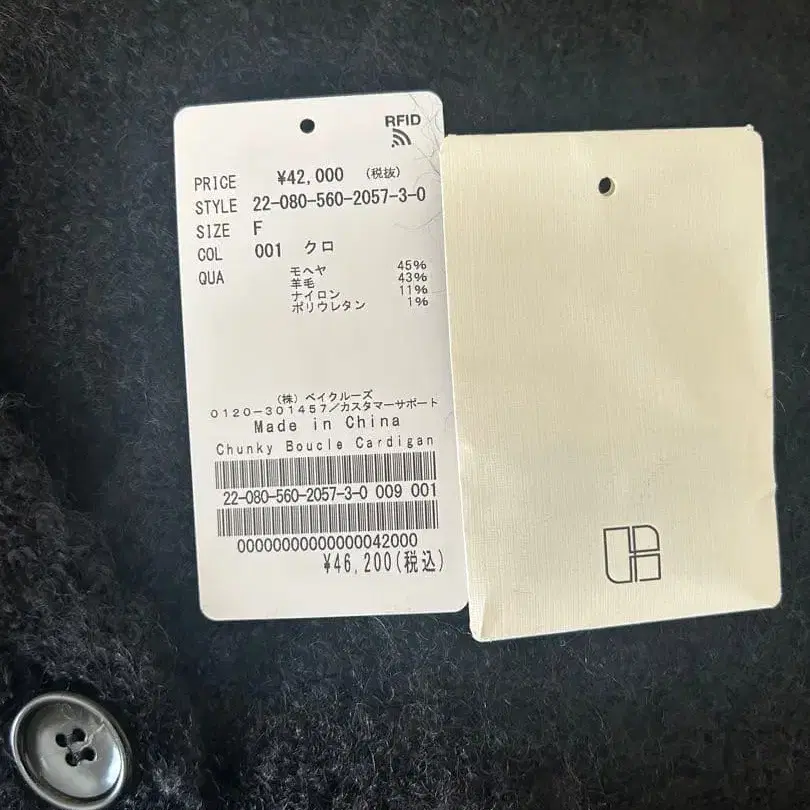 RFID
PRICE ¥42,000 (税抜)
STYLE 22-080-560-2057-3-0
SIZE F
COL 001 クロ
QUA モヘヤ 45%
羊毛 43%
ナイロン 11%
ポリウレタン 1%
(株) ベイクルーズ
0120-301457/カスタマーサポート
Made in China
Chunky Boucle Cardigan
22-080-560-2057-3-0 009 001
00000000000000042000
¥46,200(税込)